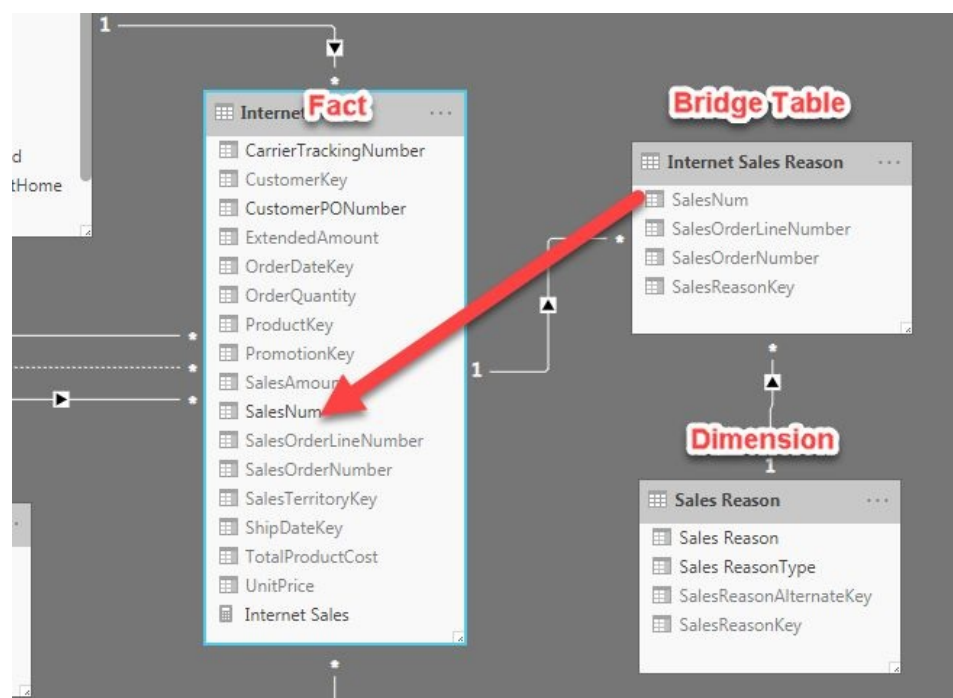 1
d
tHome
*
Internet
Fact
...
CarrierTrackingNumber
CustomerKey
CustomerPONumber
ExtendedAmount
OrderDateKey
OrderQuantity
ProductKey
PromotionKey
SalesAmoun
SalesNum
SalesOrderLineNumber
SalesOrderNumber
SalesTerritoryKey
ShipDateKey
TotalProductCost
UnitPrice
Internet Sales
*
*
*
*
1
*
Bridge Table
Internet Sales Reason ...
SalesNum
SalesOrderLineNumber
SalesOrderNumber
SalesReasonKey
*
Dimension
1
Sales Reason ...
Sales Reason
Sales ReasonType
SalesReasonAlternateKey
SalesReasonKey